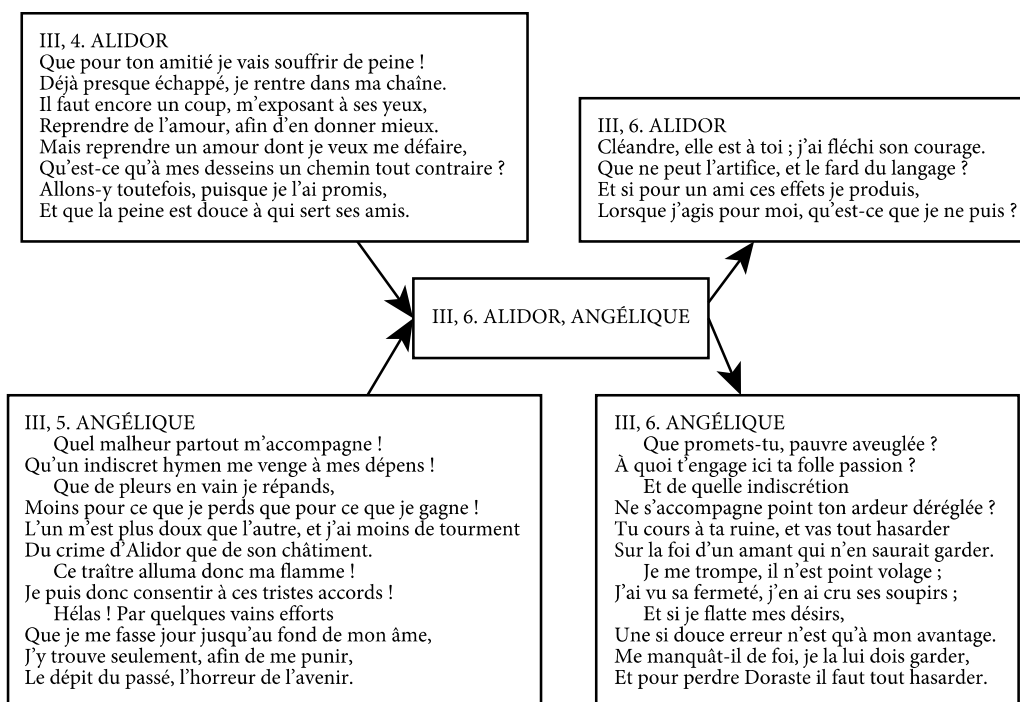 III, 4. ALIDOR
Que pour ton amitié je vais souffrir de peine !
Déjà presque échappé, je rentre dans ma chaîne.
Il faut encore un coup, m'exposant à ses yeux,
Reprendre de l'amour, afin d'en donner mieux.
Mais reprendre un amour dont je veux me défaire,
Qu'est-ce qu'à mes desseins un chemin tout contraire ?
Allons-y toutefois, puisque je l'ai promis,
Et que la peine est douce à qui sert ses amis.
III, 6. ALIDOR
Cléandre, elle est à toi ; j'ai fléchi son courage.
Que ne peut l'artifice, et le fard du langage ?
Et si pour un ami ces effets je produis,
Lorsque j'agis pour moi, qu'est-ce que je ne puis ?
III, 6. ALIDOR, ANGÉLIQUE
III, 5. ANGÉLIQUE
Quel malheur partout m'accompagne !
Qu'un indiscret hymen me venge à mes dépens !
Que de pleurs en vain je répands,
Moins pour ce que je perds que pour ce que je gagne !
L'un m'est plus doux que l'autre, et j'ai moins de tourment
Du crime d'Alidor que de son châtiment.
Ce traître alluma donc ma flamme !
Je puis donc consentir à ces tristes accords !
Hélas ! Par quelques vains efforts
Que je me fasse jour jusqu'au fond de mon âme,
J'y trouve seulement, afin de me punir,
Le dépit du passé, l'horreur de l'avenir.
III, 6. ANGÉLIQUE
Que promets-tu, pauvre aveuglée ?
À quoi t'engage ici ta folle passion ?
Et de quelle indiscrétion
Ne s'accompagne point ton ardeur déréglée ?
Tu cours à ta ruine, et vas tout hasarder
Sur la foi d'un amant qui n'en saurait garder.
Je me trompe, il n'est point volage ;
J'ai vu sa fermeté, j'en ai cru ses soupirs ;
Et si je flatte mes désirs,
Une si douce erreur n'est qu'à mon avantage.
Me manquât-il de foi, je la lui dois garder,
Et pour perdre Doraste il faut tout hasarder.